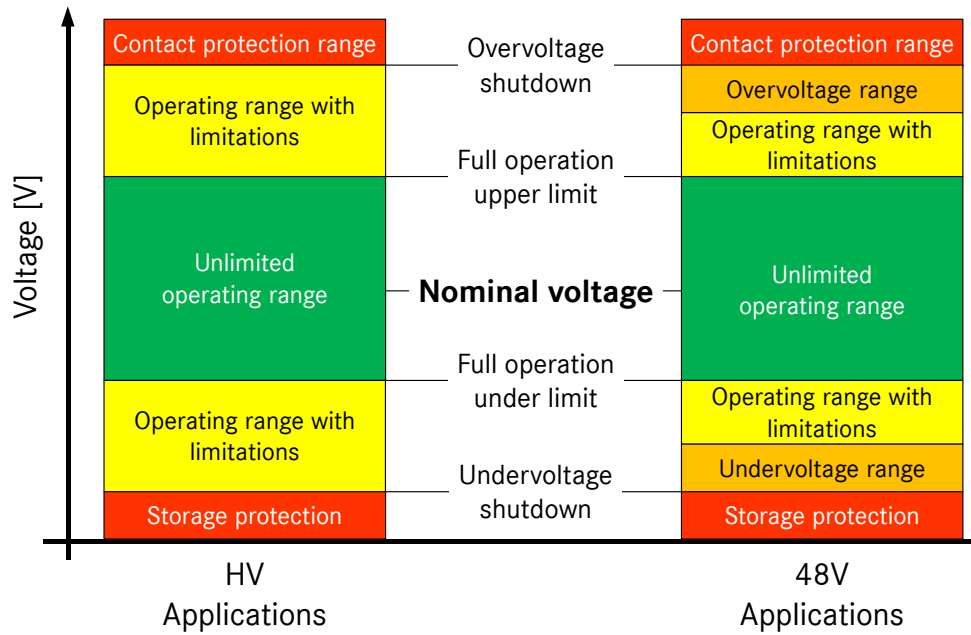 Voltage [V]
Contact protection range
Operating range with
limitations
Unlimited
operating range
Operating range with
limitations
Storage protection
HV
Applications
Overvoltage
shutdown
Full operation
upper limit
Nominal voltage
Full operation
under limit
Undervoltage
shutdown
Contact protection range
Overvoltage range
Operating range with
limitations
Unlimited
operating range
Operating range with
limitations
Undervoltage range
Storage protection
48V
Applications